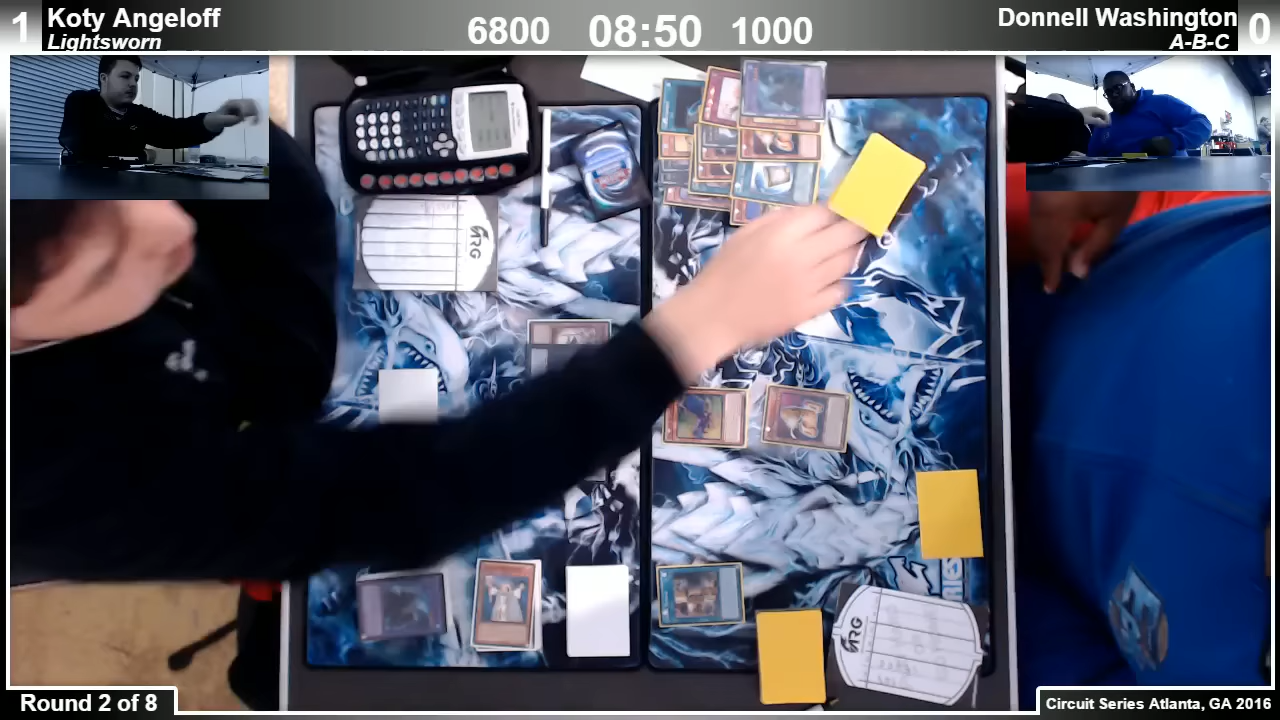 1 Koty Angeloff 6800 08:50 1000 Donnell Washington 0
Lightsworn A-B-C
ARG
ARG
Round 2 of 8
Circuit Series Atlanta, GA 2016